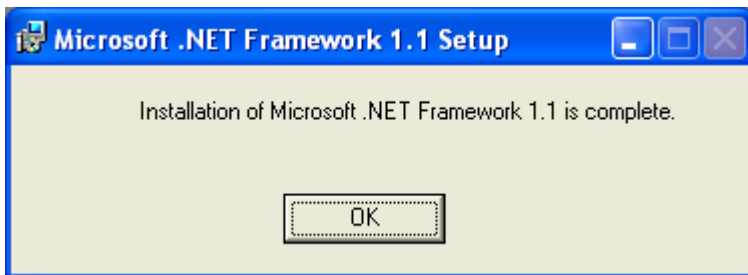 Microsoft .NET Framework 1.1 Setup
Installation of Microsoft .NET Framework 1.1 is complete.
OK